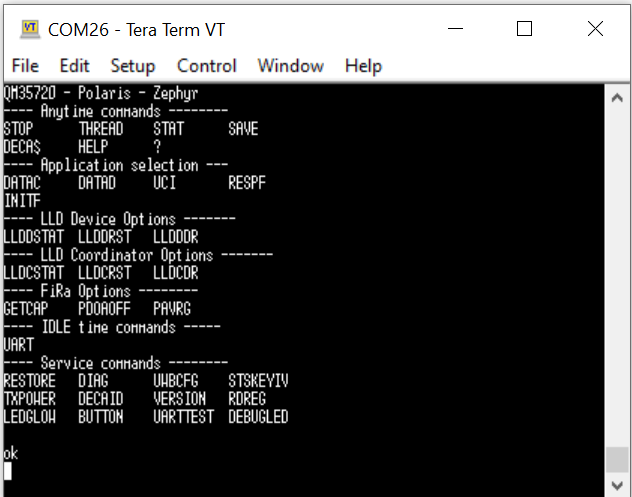 VT COM26 - Tera Term VT
File Edit Setup Control Window Help
QM35720 - Polaris - Zephyr
---- Anytime commands --------
STOP THREAD STAT SAVE
DECA$ HELP ?
---- Application selection ---
DATAC DATAD UCI RESPF
INITF
---- LLD Device Options -------
LLDDSTAT LLDDRST LLDDDR
---- LLD Coordinator Options -------
LLDCSTAT LLDCRST LLDCDR
---- FiRa Options --------
GETCAP PDOAOFF PAVRG
---- IDLE time commands -----
UART
---- Service commands --------
RESTORE DIAG UWBCFG STSKEYIV
TXPOWER DECAID VERSION RDREG
LEDGLOW BUTTON UARTTEST DEBUGLED
ok